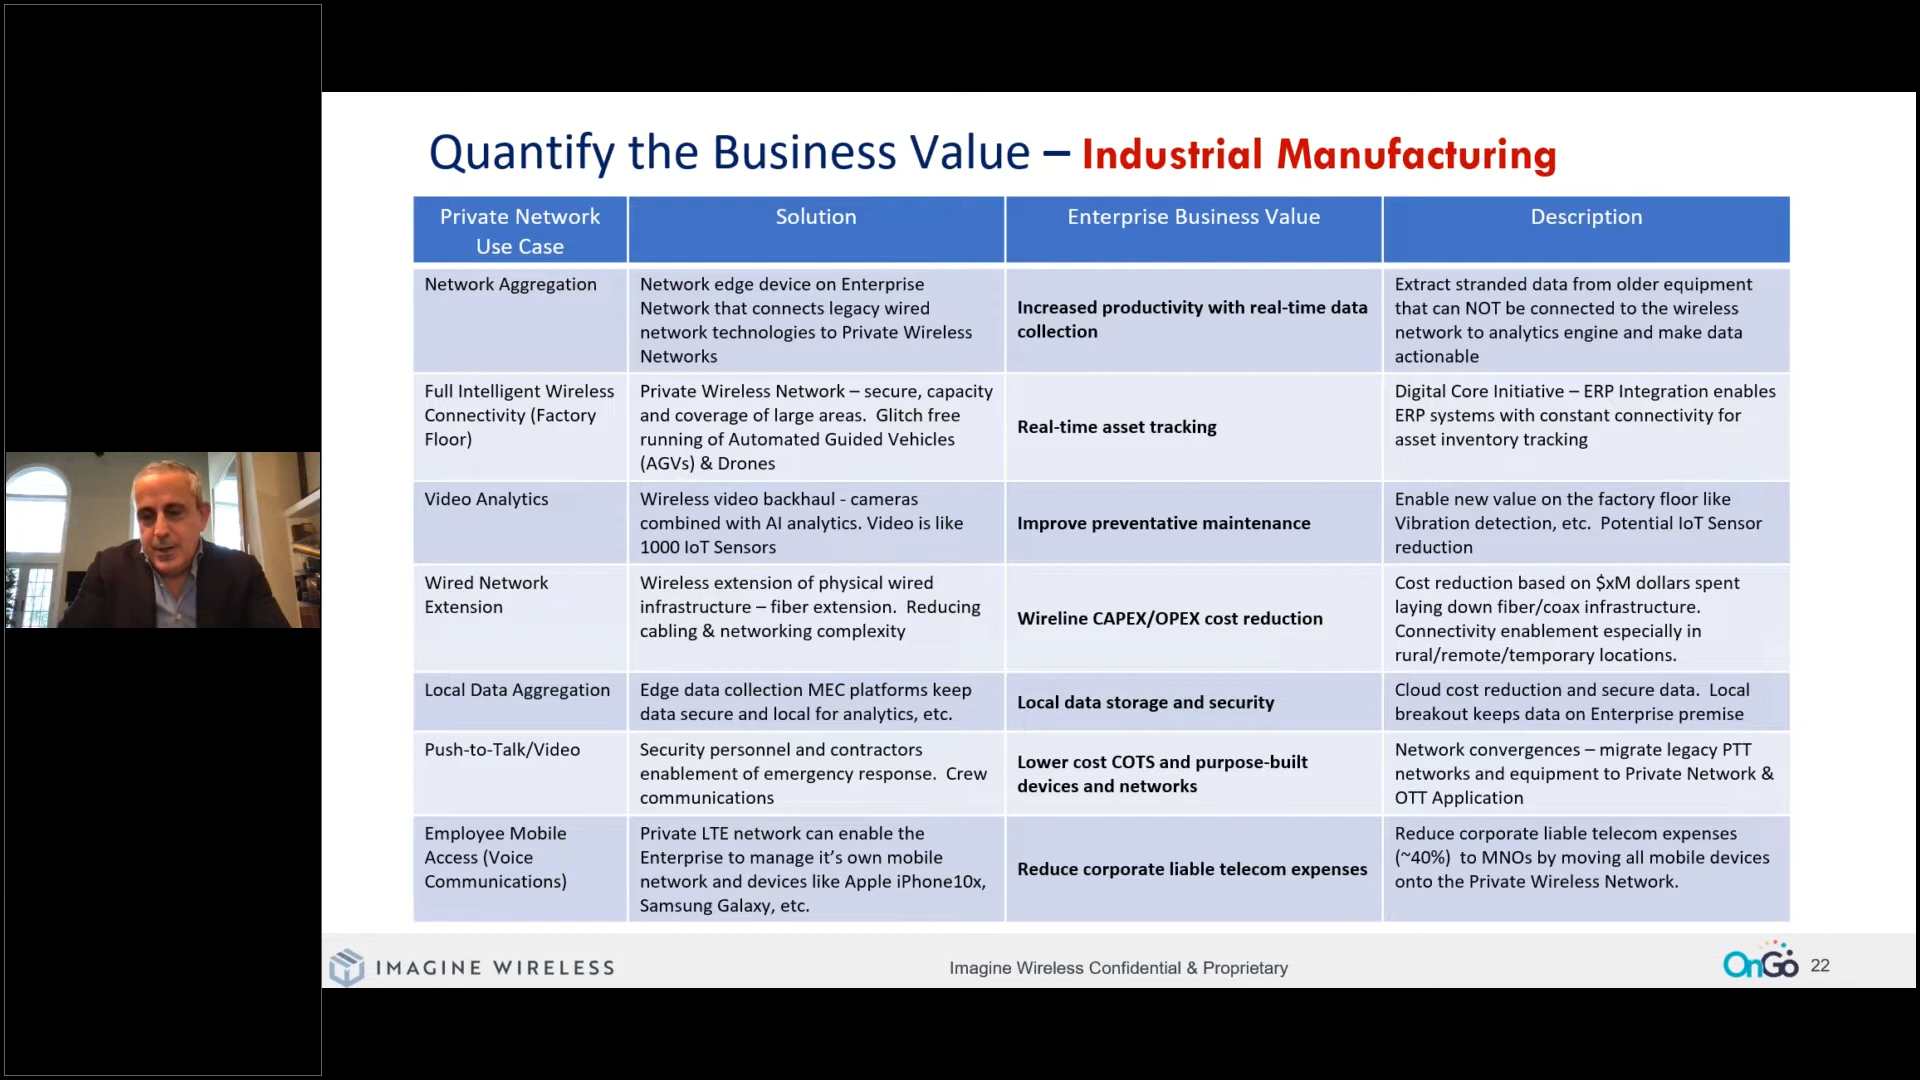 Quantify the Business Value – Industrial Manufacturing
Private Network
Use Case
Solution
Enterprise Business Value
Description
Network Aggregation
Network edge device on Enterprise
Network that connects legacy wired
network technologies to Private Wireless
Networks
Increased productivity with real-time data
collection
Extract stranded data from older equipment
that can NOT be connected to the wireless
network to analytics engine and make data
actionable
Full Intelligent Wireless
Connectivity (Factory
Floor)
Private Wireless Network – secure, capacity
and coverage of large areas.  Glitch free
running of Automated Guided Vehicles
(AGVs) & Drones
Real-time asset tracking
Digital Core Initiative – ERP Integration enables
ERP systems with constant connectivity for
asset inventory tracking
Video Analytics
Wireless video backhaul - cameras
combined with AI analytics. Video is like
1000 IoT Sensors
Improve preventative maintenance
Enable new value on the factory floor like
Vibration detection, etc.  Potential IoT Sensor
reduction
Wired Network
Extension
Wireless extension of physical wired
infrastructure – fiber extension.  Reducing
cabling & networking complexity
Wireline CAPEX/OPEX cost reduction
Cost reduction based on $xM dollars spent
laying down fiber/coax infrastructure.
Connectivity enablement especially in
rural/remote/temporary locations.
Local Data Aggregation
Edge data collection MEC platforms keep
data secure and local for analytics, etc.
Local data storage and security
Cloud cost reduction and secure data.  Local
breakout keeps data on Enterprise premise
Push-to-Talk/Video
Security personnel and contractors
enablement of emergency response.  Crew
communications
Lower cost COTS and purpose-built
devices and networks
Network convergences – migrate legacy PTT
networks and equipment to Private Network &
OTT Application
Employee Mobile
Access (Voice
Communications)
Private LTE network can enable the
Enterprise to manage it's own mobile
network and devices like Apple iPhone10x,
Samsung Galaxy, etc.
Reduce corporate liable telecom expenses
Reduce corporate liable telecom expenses
(~40%)  to MNOs by moving all mobile devices
onto the Private Wireless Network.
IMAGINE WIRELESS
Imagine Wireless Confidential & Proprietary
OnGo
22